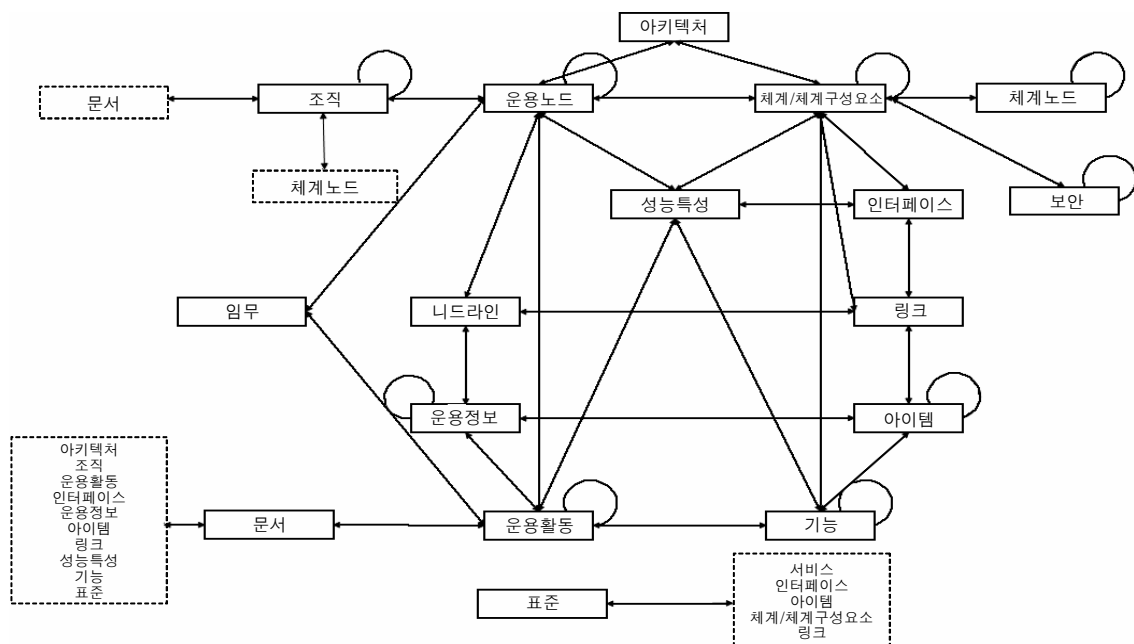 아키텍처
문서
조직
운용노드
체계/체계구성요소
체계노드
체계노드
성능특성
인터페이스
보안
임무
니드라인
링크
운용정보
아이템
아키텍처
조직
운용활동
인터페이스
운용정보
아이템
링크
성능특성
기능
표준
문서
운용활동
기능
표준
서비스
인터페이스
아이템
체계/체계구성요소
링크